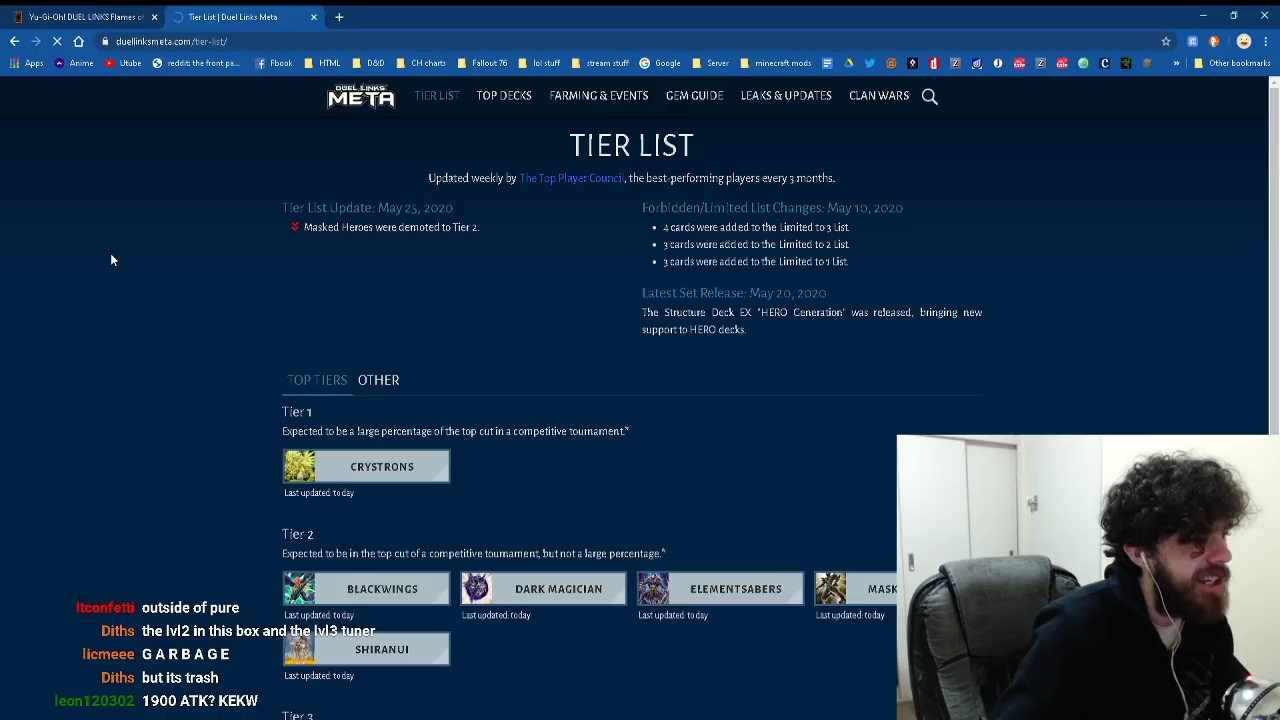 Yu-Gi-Oh! DUEL LINKS Flames of
Tier List | Duel Links Meta
duellinksmeta.com/tier-list/
Apps
Anime
Utube
reddit: the front pa...
Fbook
HTML
D&D
CH charts
Fallout 76
lol stuff
stream stuff
Google
Server
minecraft mods
Other bookmarks
DUEL LINKS
META
TIER LIST
TOP DECKS
FARMING & EVENTS
GEM GUIDE
LEAKS & UPDATES
CLAN WARS
TIER LIST
Updated weekly by The Top Player Council, the best-performing players every 3 months.
Tier List Update: May 25, 2020
Masked Heroes were demoted to Tier 2.
Forbidden/Limited List Changes: May 10, 2020
4 cards were added to the Limited to 3 List.
3 cards were added to the Limited to 2 List.
3 cards were added to the Limited to 1 List.
Latest Set Release: May 20, 2020
The Structure Deck EX "HERO Generation" was released, bringing new
support to HERO decks.
TOP TIERS
OTHER
Tier 1
Expected to be a large percentage of the top cut in a competitive tournament.*
CRYSTRONS
Last updated: today
Tier 2
Expected to be in the top cut of a competitive tournament, but not a large percentage.*
BLACKWINGS
DARK MAGICIAN
ELEMENTSABERS
MASK
Last updated: today
Last updated: today
Last updated: today
Last updated: today
SHIRANUI
Last updated: today
Tier 3
ltconfetti outside of pure
Diths the lvl2 in this box and the lvl3 tuner
licmeee G A R B A G E
Diths but its trash
leon120302 1900 ATK? KEKW